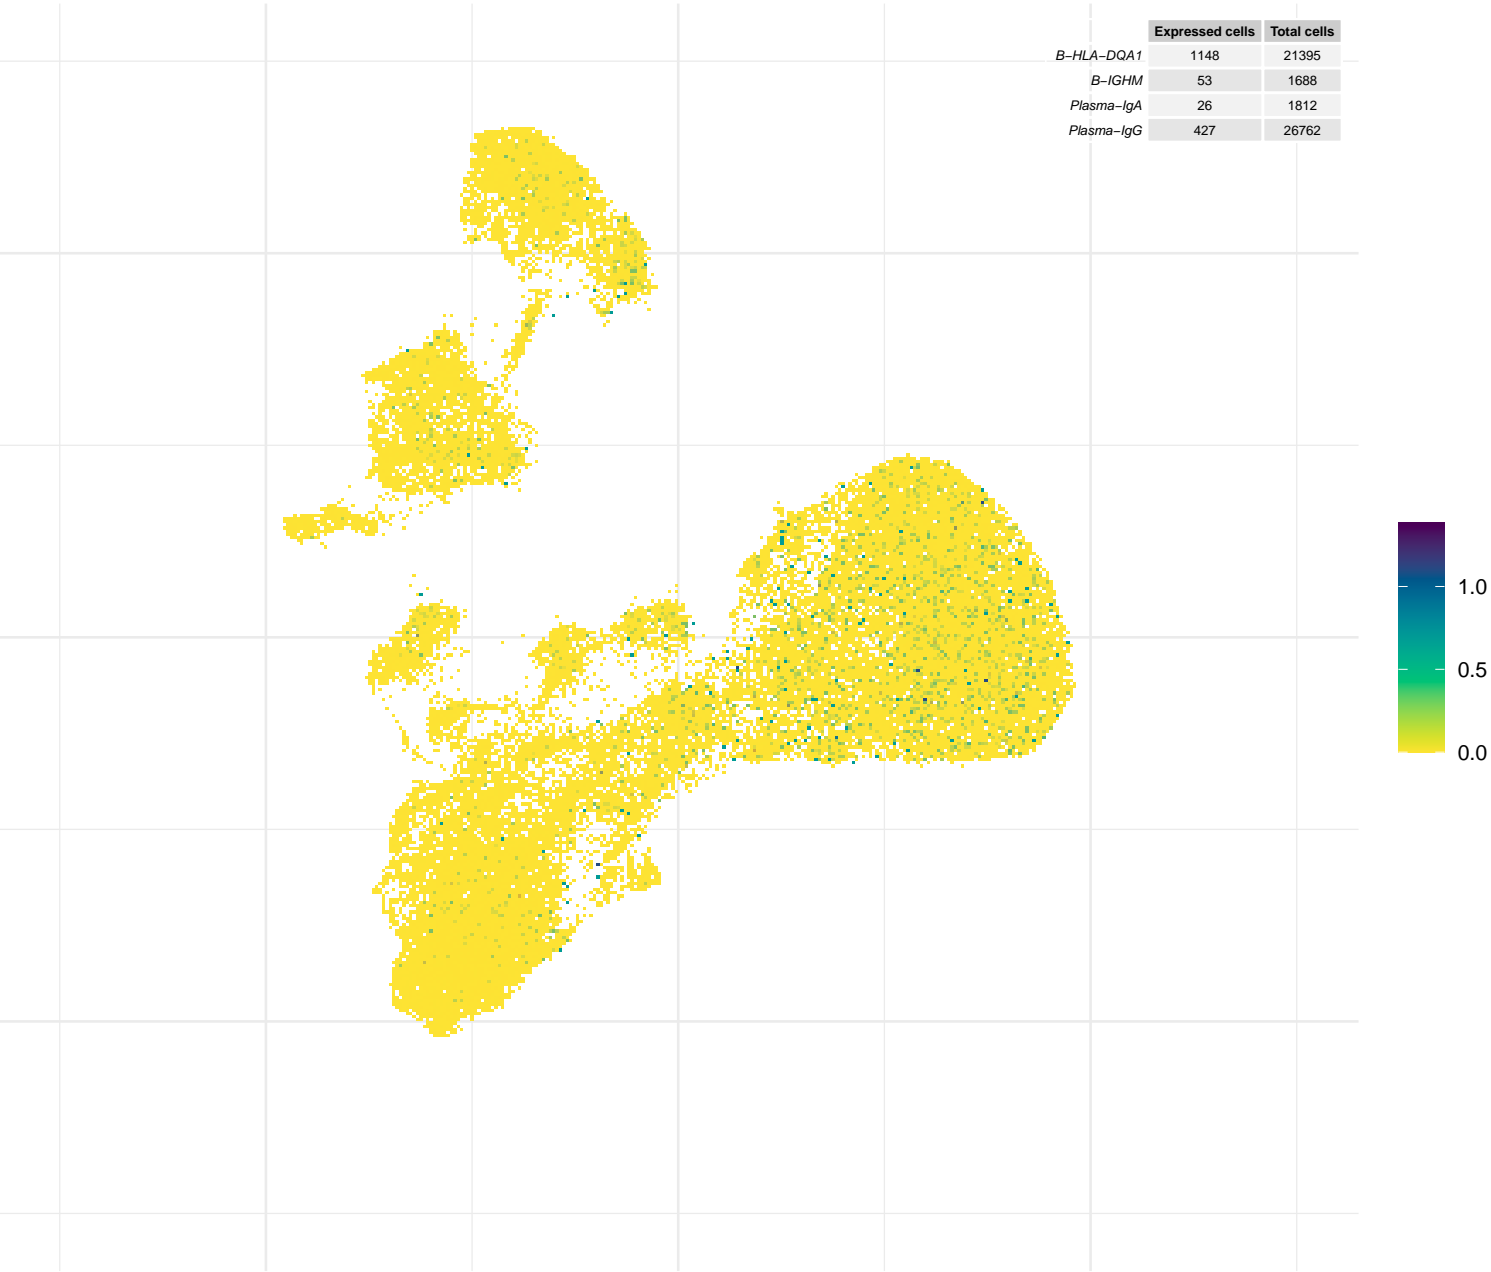 Expressed cells Total cells
B−HLA−DQA1 1148 21395
B−IGHM 53 1688
Plasma−IgA 26 1812
Plasma−IgG 427 26762
1.0
0.5
0.0